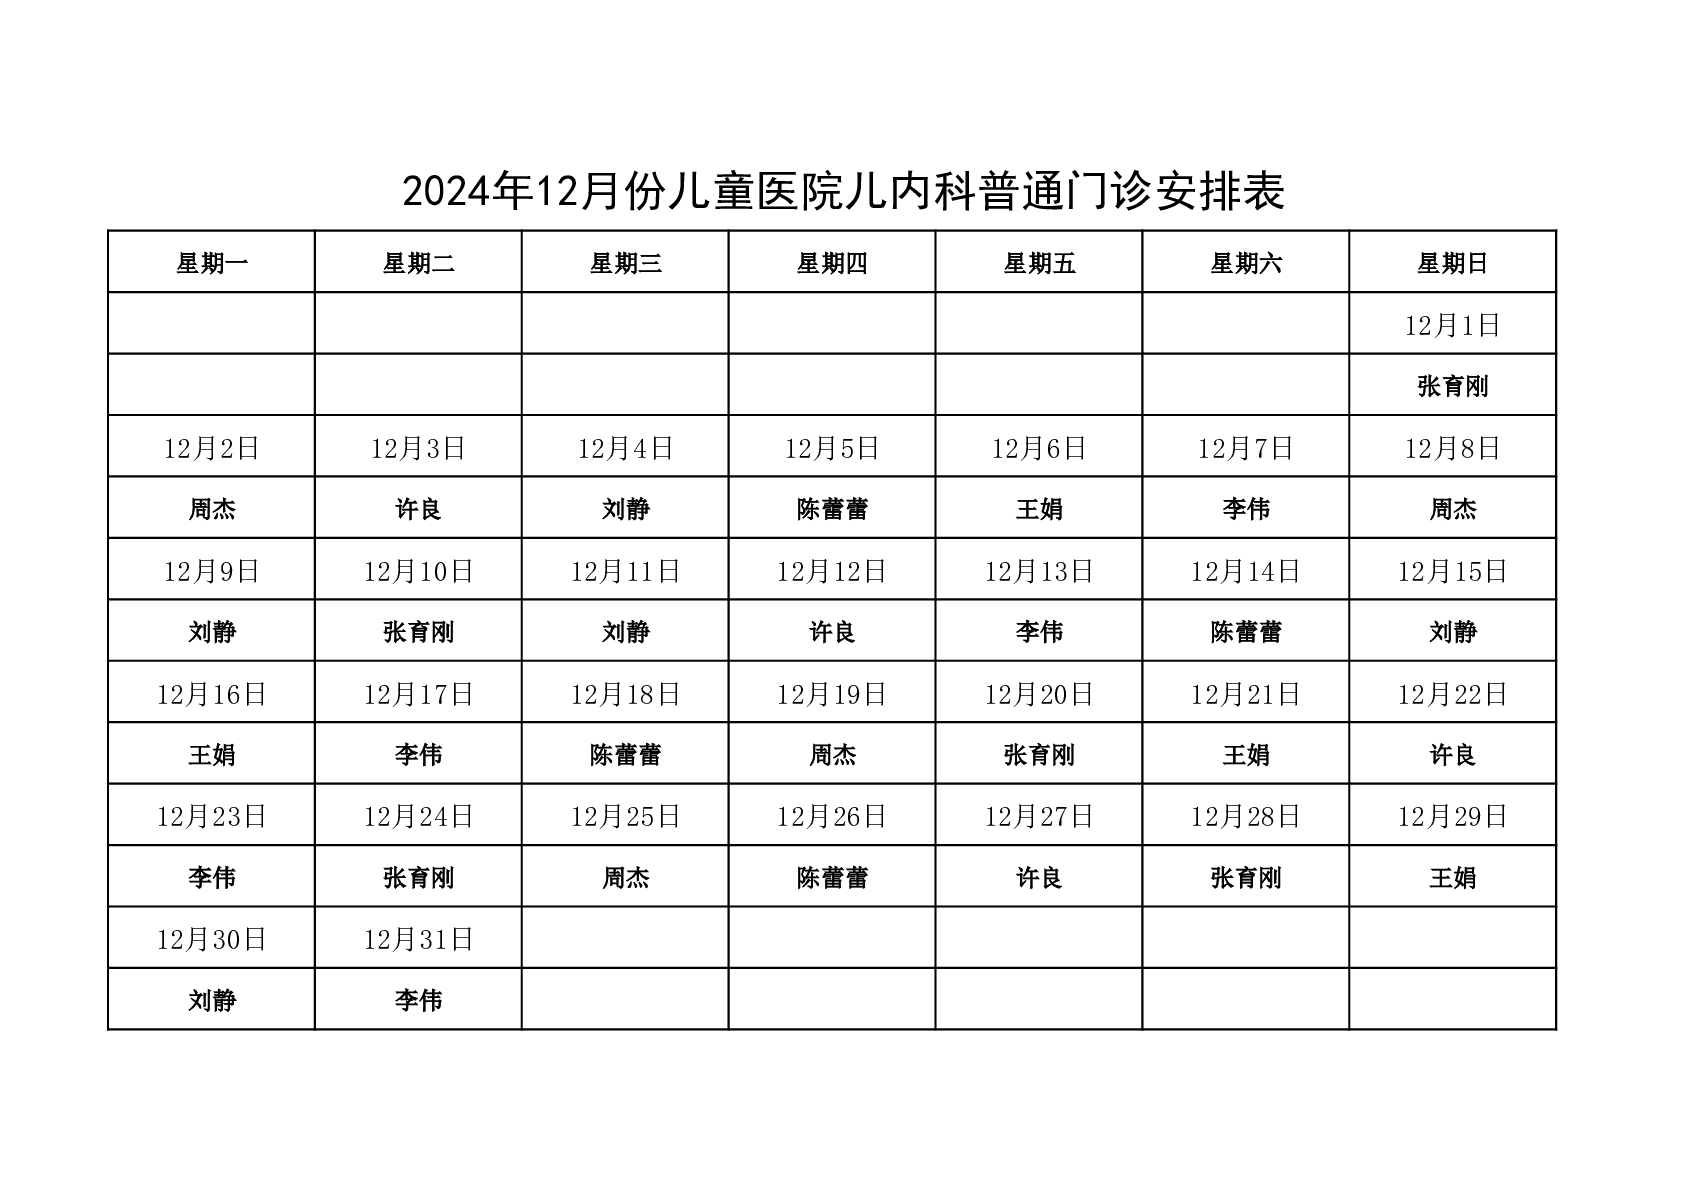 2024年12月份儿童医院儿内科普通门诊安排表
星期一 星期二 星期三 星期四 星期五 星期六 星期日
12月1日
张育刚
12月2日 12月3日 12月4日 12月5日 12月6日 12月7日 12月8日
周杰 许良 刘静 陈蕾蕾 王娟 李伟 周杰
12月9日 12月10日 12月11日 12月12日 12月13日 12月14日 12月15日
刘静 张育刚 刘静 许良 李伟 陈蕾蕾 刘静
12月16日 12月17日 12月18日 12月19日 12月20日 12月21日 12月22日
王娟 李伟 陈蕾蕾 周杰 张育刚 王娟 许良
12月23日 12月24日 12月25日 12月26日 12月27日 12月28日 12月29日
李伟 张育刚 周杰 陈蕾蕾 许良 张育刚 王娟
12月30日 12月31日
刘静 李伟